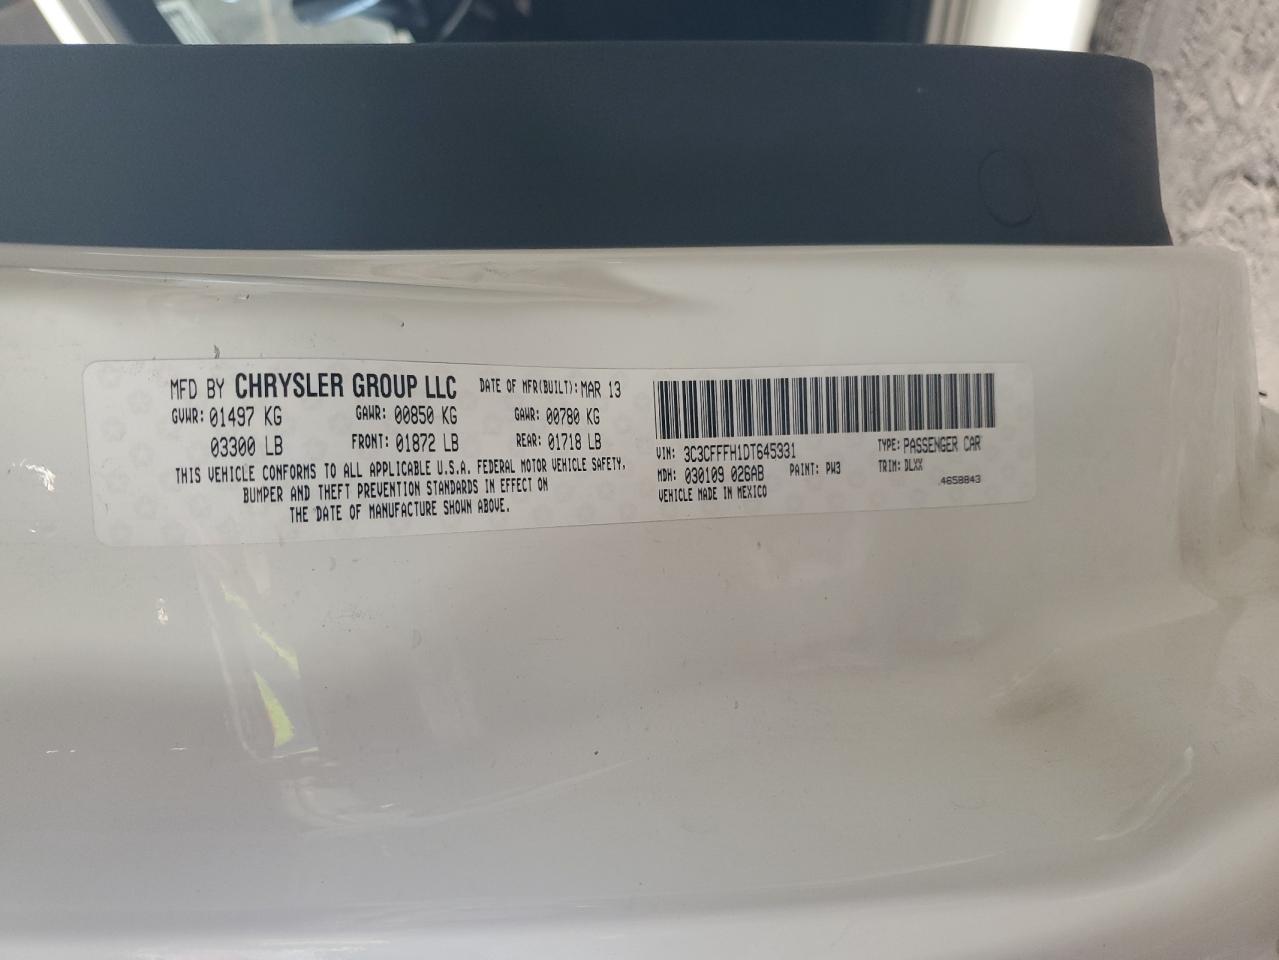 MFD BY CHRYSLER GROUP LLC DATE OF MFR(BUILT): MAR 13
GVWR: 01497 KG GAWR: 00850 KG GAWR: 00780 KG
03300 LB FRONT: 01872 LB REAR: 01718 LB
THIS VEHICLE CONFORMS TO ALL APPLICABLE U.S.A. FEDERAL MOTOR VEHICLE SAFETY,
BUMPER AND THEFT PREVENTION STANDARDS IN EFFECT ON
THE DATE OF MANUFACTURE SHOWN ABOVE.
VIN: 3C3CFFFH1DT645931 TYPE: PASSENGER CAR
MDH: 030109 026AB PAINT: PW3 TRIM: DLXX
VEHICLE MADE IN MEXICO 4658843